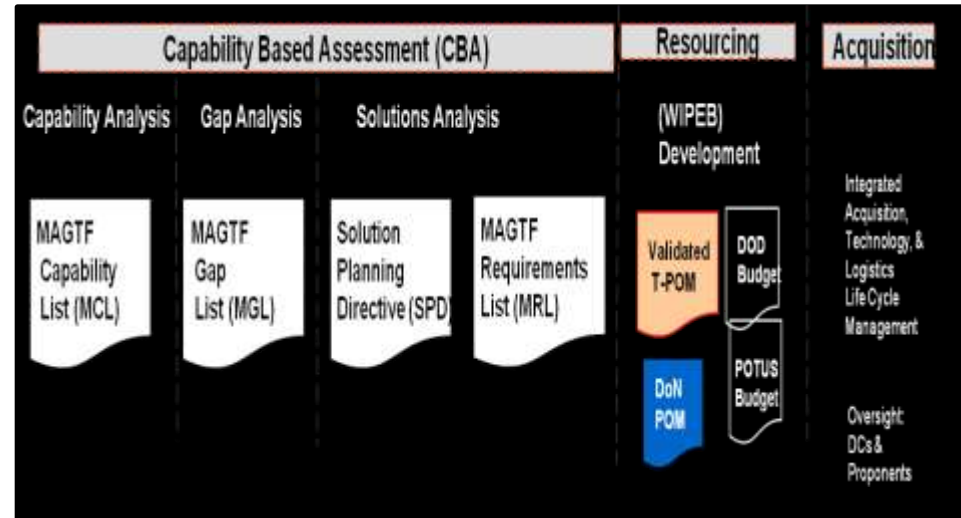 Capability Based Assessment (CBA)
Resourcing
Acquisition
Capability Analysis
Gap Analysis
Solutions Analysis
(WIPEB)
Development
MAGTF
Capability
List (MCL)
MAGTF
Gap
List (MGL)
Solution
Planning
Directive (SPD)
MAGTF
Requirements
List (MRL)
Validated
T-POM
DOD
Budget
DoN
POM
POTUS
Budget
Integrated
Acquisition,
Technology, &
Logistics
Life Cycle
Management
Oversight:
DCs &
Proponents